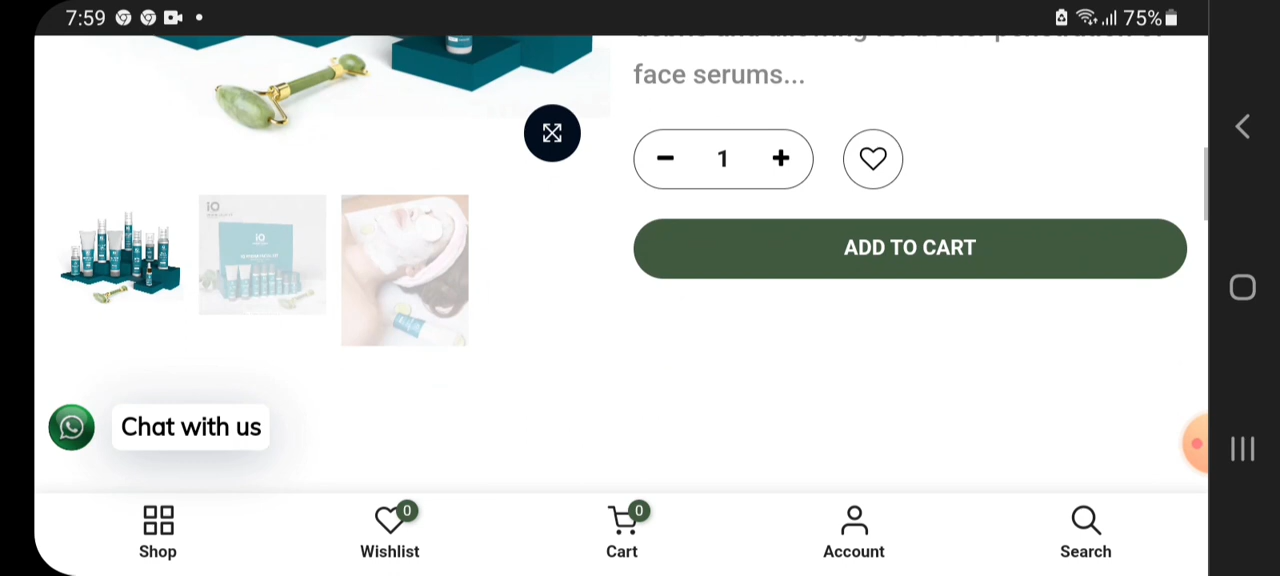 7:59
75%
face serums...
1
ADD TO CART
iO
iO
Chat with us
0
0
Shop
Wishlist
Cart
Account
Search